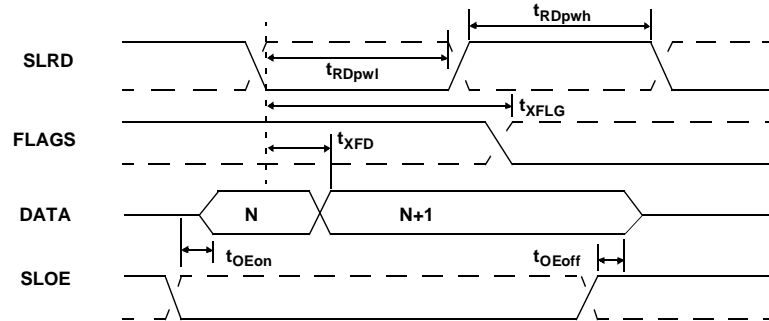 tRDpwh
SLRD
tRDpwl
tXFLG
FLAGS
tXFD
DATA N N+1
tOEon tOEoff
SLOE